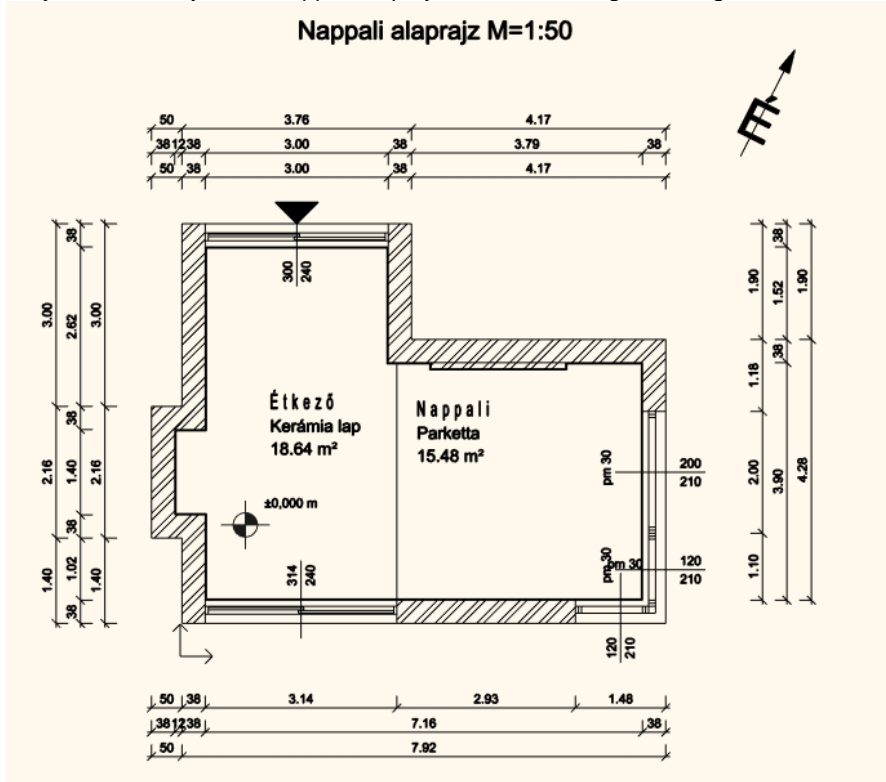 Nappali alaprajz M=1:50
É
50 3.76 4.17
38 12 38 3.00 38 3.79 38
50 38 3.00 38 4.17
300
240
3.00 2.16 1.40
38 2.62 38 1.40 38 1.02 38
3.00 2.16 1.40
Étkező
Kerámia lap
18.64 m²
Nappali
Parketta
15.48 m²
±0,000 m
314
240
pm 30
200
210
pm 30
120
210
pm 30
120
210
1.90 1.18 2.00 1.10
38 1.52 38 3.90
1.90 4.28
50 38 3.14 2.93 1.48
38 12 38 7.16 38
50 7.92